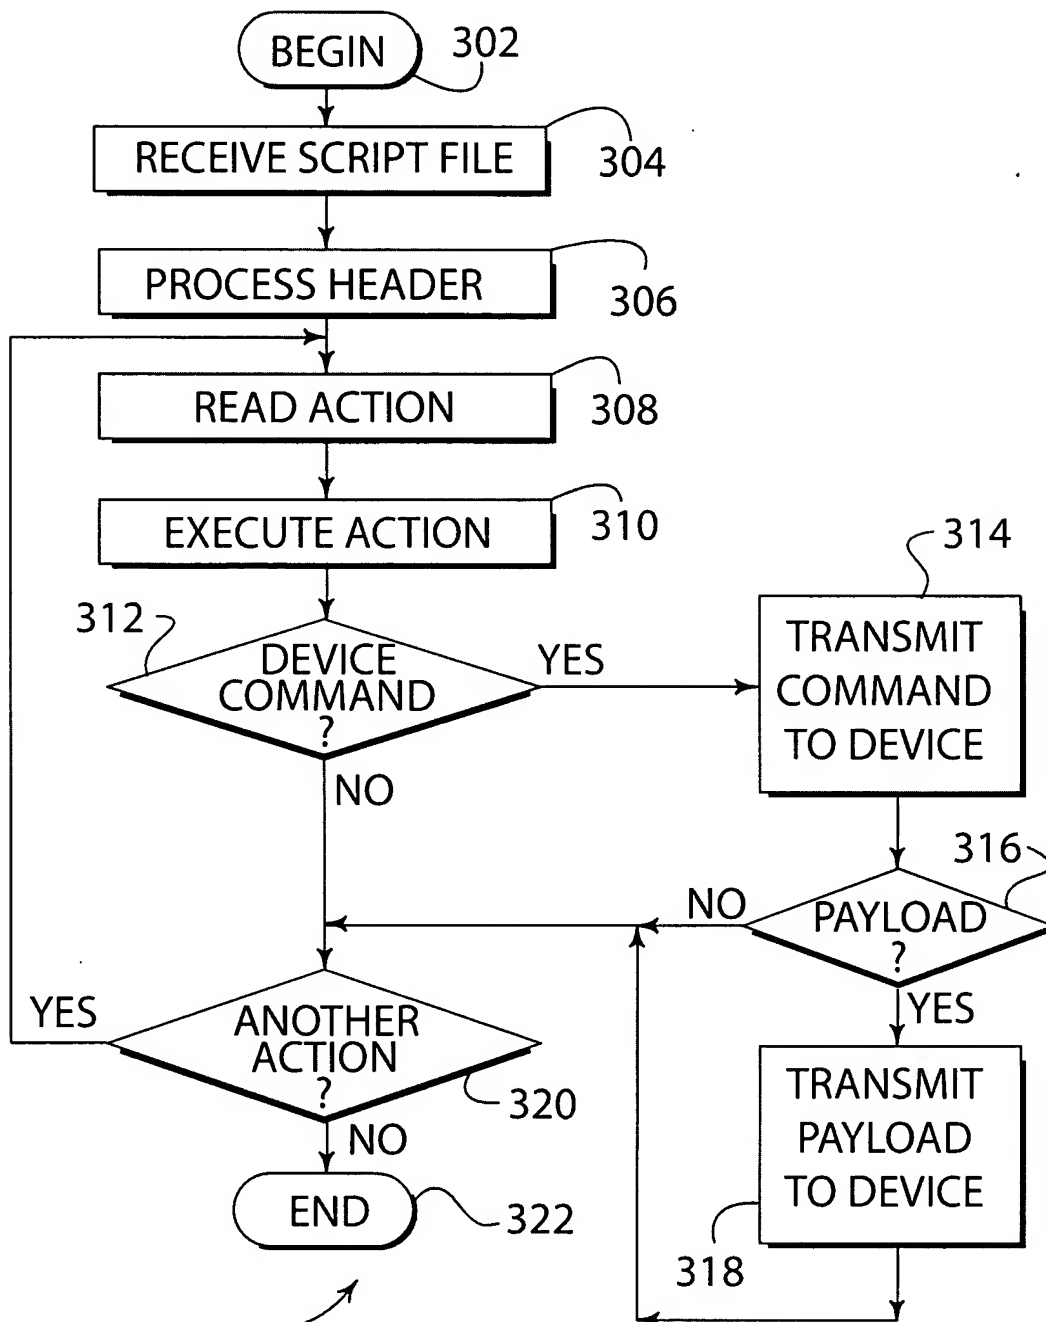 BEGIN
302
RECEIVE SCRIPT FILE
304
PROCESS HEADER
306
READ ACTION
308
EXECUTE ACTION
310
312
DEVICE
COMMAND
?
YES
NO
314
TRANSMIT
COMMAND
TO DEVICE
316
PAYLOAD
?
NO
YES
TRANSMIT
PAYLOAD
TO DEVICE
318
YES
ANOTHER
ACTION
?
320
NO
END
322